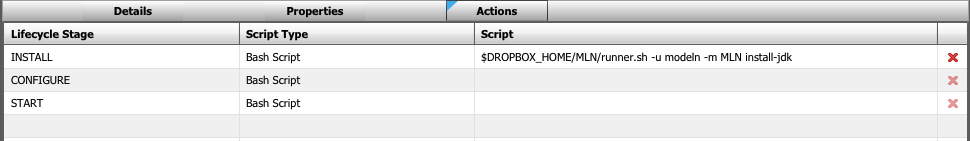 Details Properties Actions
Lifecycle Stage Script Type Script
INSTALL Bash Script $DROPBOX_HOME/MLN/runner.sh -u modeln -m MLN install-jdk
CONFIGURE Bash Script
START Bash Script